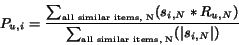 P_{u,i} = \frac{\sum_{\text{all similar items, N}} (s_{i,N} * R_{u,N})}{\sum_{\text{all similar items, N}} (|s_{i,N}|)}